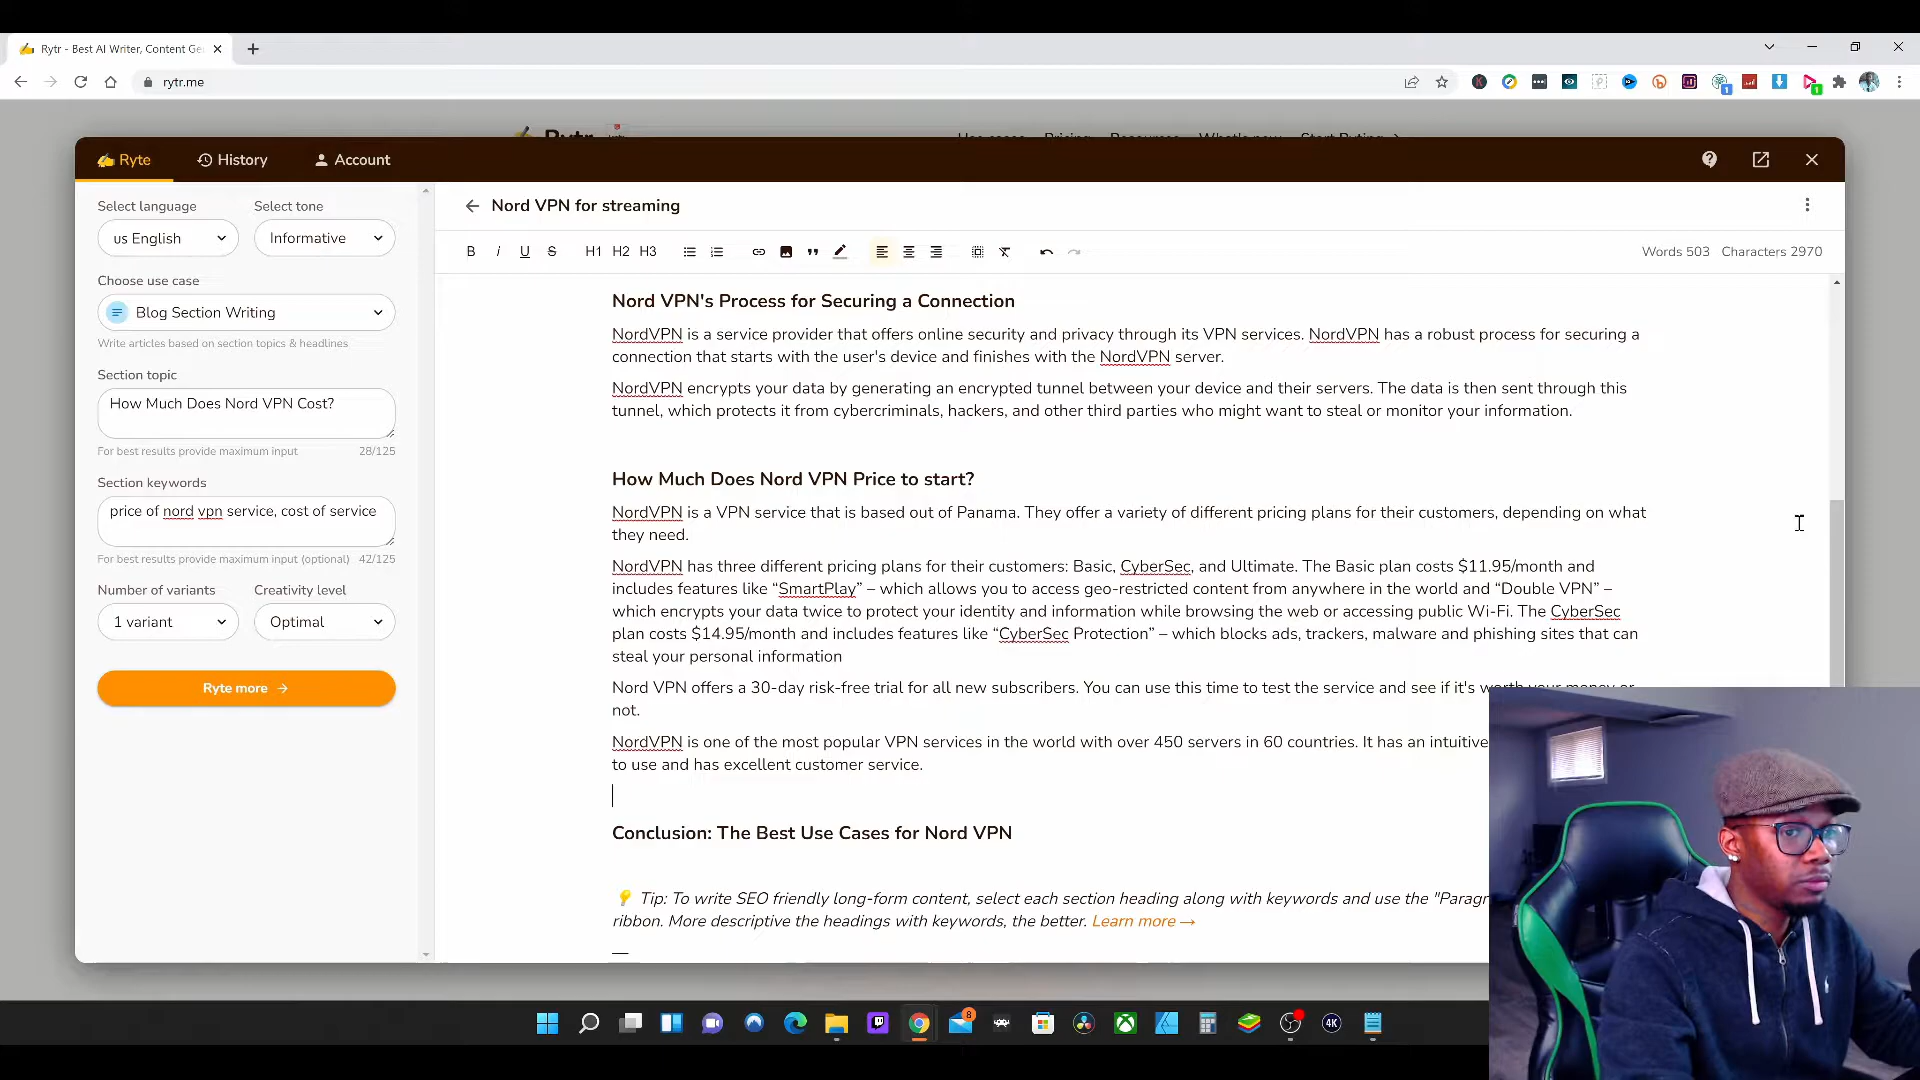 Rytr - Best AI Writer, Content Ge
rytr.me
Rytr
Use cases Pricing Resources What's new Start Ryting
Ryte
History
Account
Select language
Select tone
us English
Informative
Choose use case
Blog Section Writing
Write articles based on section topics & headlines
Section topic
How Much Does Nord VPN Cost?
For best results provide maximum input
28/125
Section keywords
price of nord vpn service, cost of service
For best results provide maximum input (optional)
42/125
Number of variants
Creativity level
1 variant
Optimal
Ryte more →
Nord VPN for streaming
B I U S H1 H2 H3
Words 503 Characters 2970
Nord VPN's Process for Securing a Connection
NordVPN is a service provider that offers online security and privacy through its VPN services. NordVPN has a robust process for securing a
connection that starts with the user's device and finishes with the NordVPN server.
NordVPN encrypts your data by generating an encrypted tunnel between your device and their servers. The data is then sent through this
tunnel, which protects it from cybercriminals, hackers, and other third parties who might want to steal or monitor your information.
How Much Does Nord VPN Price to start?
NordVPN is a VPN service that is based out of Panama. They offer a variety of different pricing plans for their customers, depending on what
they need.
NordVPN has three different pricing plans for their customers: Basic, CyberSec, and Ultimate. The Basic plan costs $11.95/month and
includes features like “SmartPlay” – which allows you to access geo-restricted content from anywhere in the world and “Double VPN” –
which encrypts your data twice to protect your identity and information while browsing the web or accessing public Wi-Fi. The CyberSec
plan costs $14.95/month and includes features like “CyberSec Protection” – which blocks ads, trackers, malware and phishing sites that can
steal your personal information
Nord VPN offers a 30-day risk-free trial for all new subscribers. You can use this time to test the service and see if it's worth your money or
not.
NordVPN is one of the most popular VPN services in the world with over 450 servers in 60 countries. It has an intuitive
to use and has excellent customer service.
Conclusion: The Best Use Cases for Nord VPN
Tip: To write SEO friendly long-form content, select each section heading along with keywords and use the "Paragr
ribbon. More descriptive the headings with keywords, the better. Learn more →
8
4K